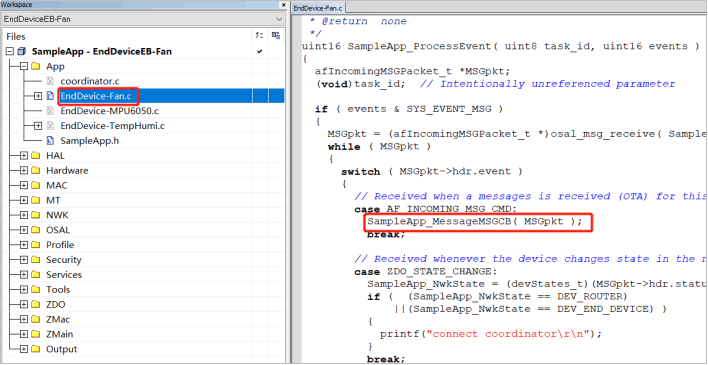 Workspace
EndDeviceEB-Fan
Files
SampleApp - EndDeviceEB-Fan
App
coordinator.c
EndDevice-Fan.c
EndDevice-MPU6050.c
EndDevice-TempHumi.c
SampleApp.h
HAL
Hardware
MAC
MT
NWK
OSAL
Profile
Security
Services
Tools
ZDO
ZMac
ZMain
Output
EndDevice-Fan.c
* @return  none
*/
uint16 SampleApp_ProcessEvent( uint8 task_id, uint16 events )
{
afIncomingMSGPacket_t *MSGpkt;
(void)task_id;  // Intentionally unreferenced parameter
if ( events & SYS_EVENT_MSG )
{
MSGpkt = (afIncomingMSGPacket_t *)osal_msg_receive( Sampl
while ( MSGpkt )
{
switch ( MSGpkt->hdr.event )
{
// Received when a messages is received (OTA) for this
case AF_INCOMING_MSG_CMD:
SampleApp_MessageMSGCB( MSGpkt );
break;
// Received whenever the device changes state in the n
case ZDO_STATE_CHANGE:
SampleApp_NwkState = (devStates_t)(MSGpkt->hdr.statu
if (  (SampleApp_NwkState == DEV_ROUTER)
||(SampleApp_NwkState == DEV_END_DEVICE) )
{
printf("connect coordinator\r\n");
}
break;